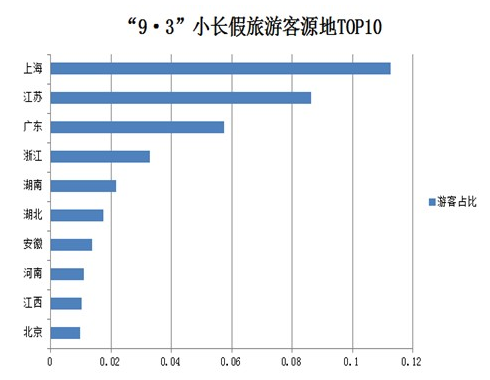 “9·3”小长假旅游客源地TOP10
上海
江苏
广东
浙江
湖南
湖北
安徽
河南
江西
北京
游客占比
0 0.02 0.04 0.06 0.08 0.1 0.12